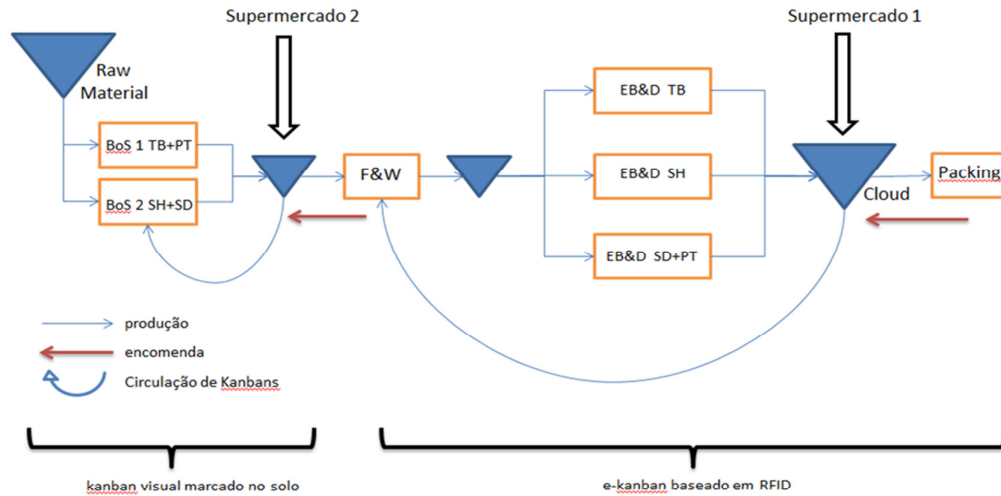 Supermercado 2
Supermercado 1
Raw
Material
BoS 1 TB+PT
BoS 2 SH+SD
F&W
EB&D TB
EB&D SH
EB&D SD+PT
Cloud
Packing
produção
encomenda
Circulação de Kanbans
kanban visual marcado no solo
e-kanban baseado em RFID